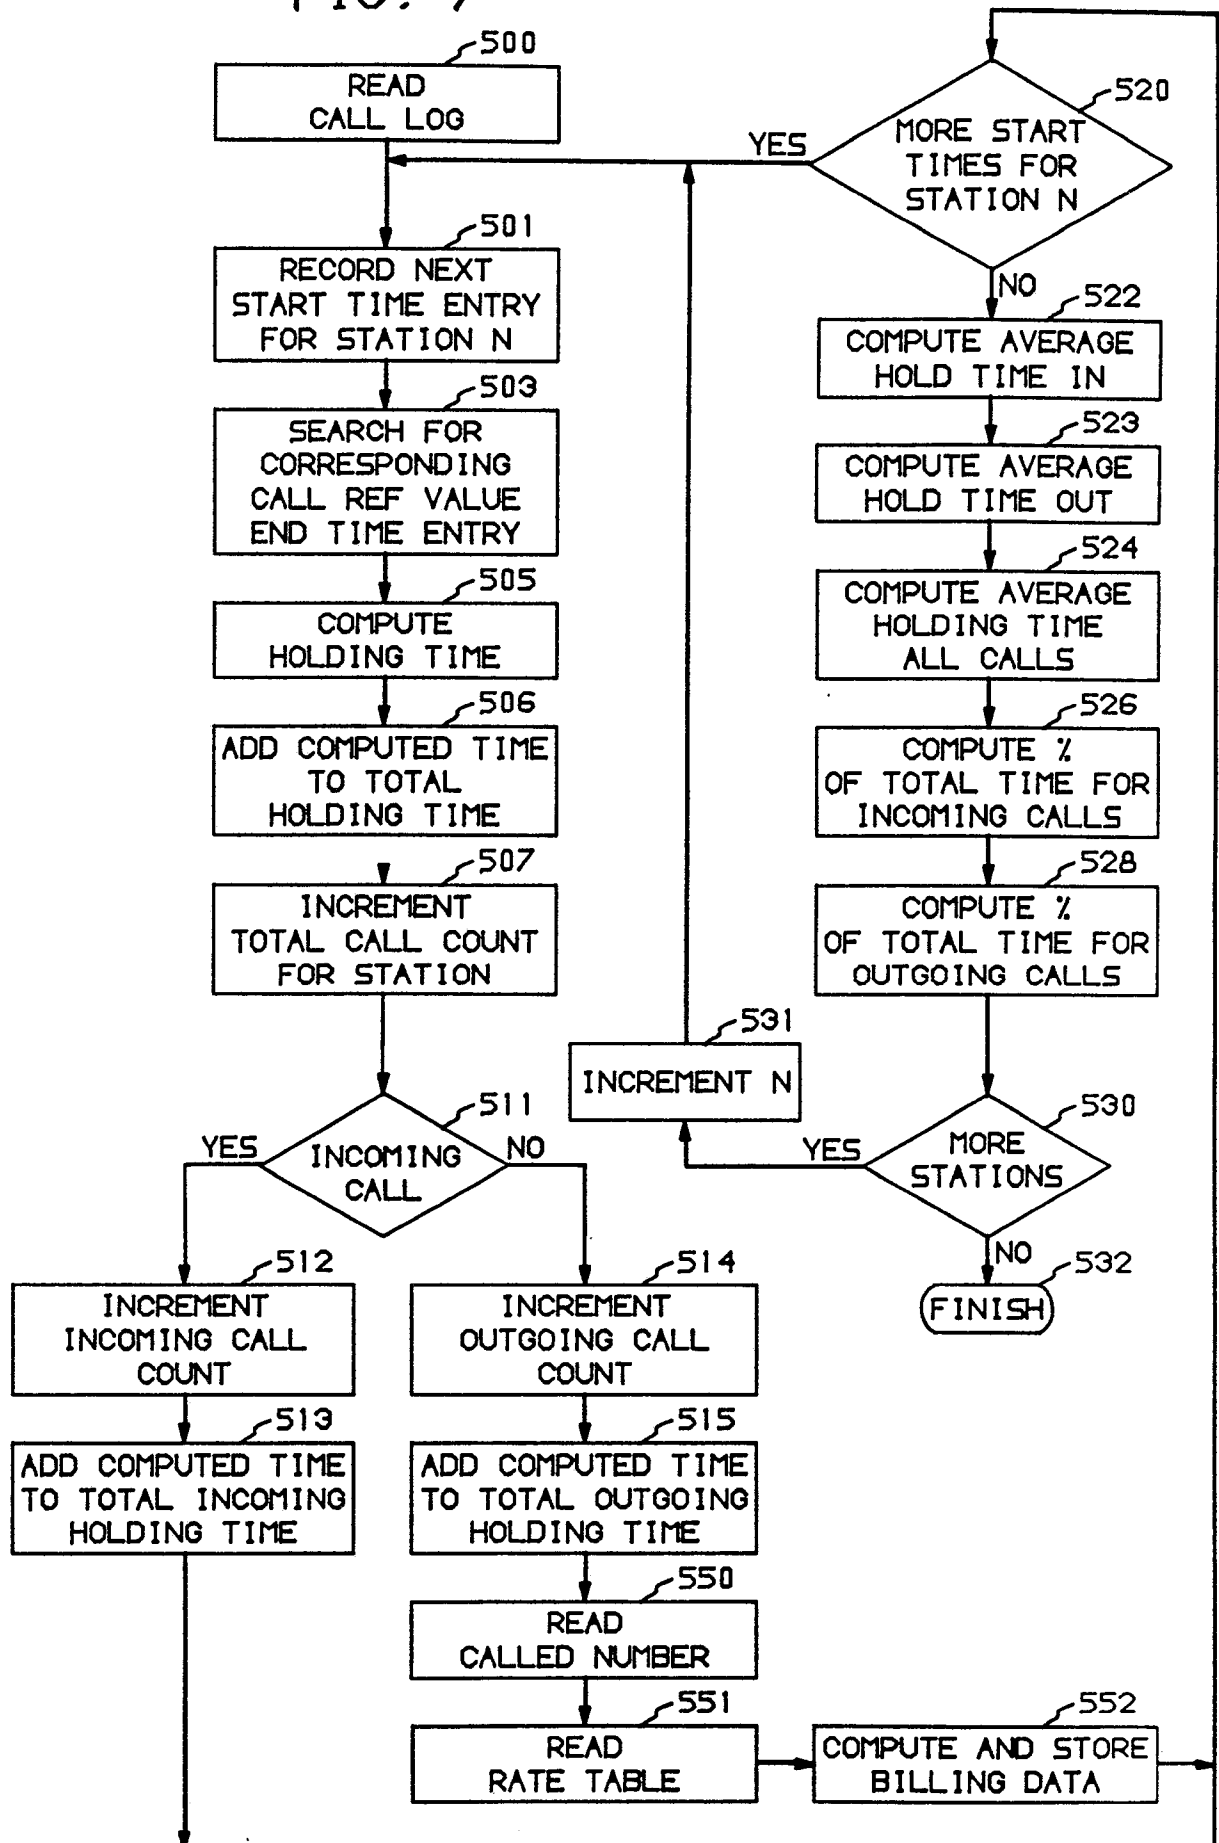 500
READ
CALL LOG
501
RECORD NEXT
START TIME ENTRY
FOR STATION N
503
SEARCH FOR
CORRESPONDING
CALL REF VALUE
END TIME ENTRY
505
COMPUTE
HOLDING TIME
506
ADD COMPUTED TIME
TO TOTAL
HOLDING TIME
507
INCREMENT
TOTAL CALL COUNT
FOR STATION
511
INCOMING
CALL
YES
NO
512
INCREMENT
INCOMING CALL
COUNT
513
ADD COMPUTED TIME
TO TOTAL INCOMING
HOLDING TIME
514
INCREMENT
OUTGOING CALL
COUNT
515
ADD COMPUTED TIME
TO TOTAL OUTGOING
HOLDING TIME
550
READ
CALLED NUMBER
551
READ
RATE TABLE
552
COMPUTE AND STORE
BILLING DATA
520
MORE START
TIMES FOR
STATION N
YES
NO
522
COMPUTE AVERAGE
HOLD TIME IN
523
COMPUTE AVERAGE
HOLD TIME OUT
524
COMPUTE AVERAGE
HOLDING TIME
ALL CALLS
526
COMPUTE %
OF TOTAL TIME FOR
INCOMING CALLS
528
COMPUTE %
OF TOTAL TIME FOR
OUTGOING CALLS
530
MORE
STATIONS
YES
NO
531
INCREMENT N
532
FINISH